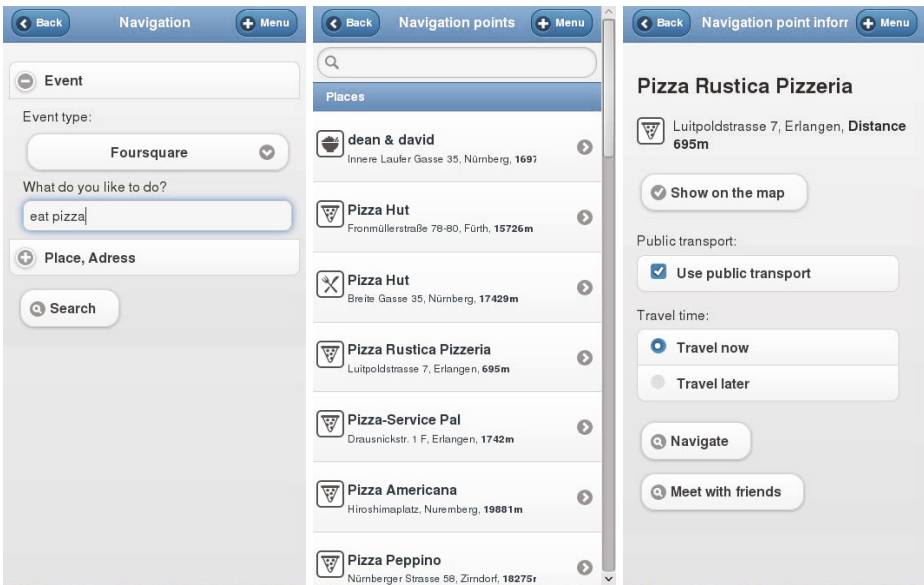 Back Navigation Menu
Event
Event type:
Foursquare
What do you like to do?
eat pizza
Place, Adress
Search
Back Navigation points Menu
Places
dean & david
Innere Laufer Gasse 35, Nürnberg, 1697
Pizza Hut
Fronmüllerstraße 78-80, Fürth, 15726m
Pizza Hut
Breite Gasse 35, Nürnberg, 17429m
Pizza Rustica Pizzeria
Luitpoldstrasse 7, Erlangen, 695m
Pizza-Service Pal
Drausnickstr. 1 F, Erlangen, 1742m
Pizza Americana
Hiroshimaplatz, Nuremberg, 19881m
Pizza Peppino
Nürnberger Strasse 58, Zirndorf, 18275
Back Navigation point inforr Menu
Pizza Rustica Pizzeria
Luitpoldstrasse 7, Erlangen, Distance
695m
Show on the map
Public transport:
Use public transport
Travel time:
Travel now
Travel later
Navigate
Meet with friends